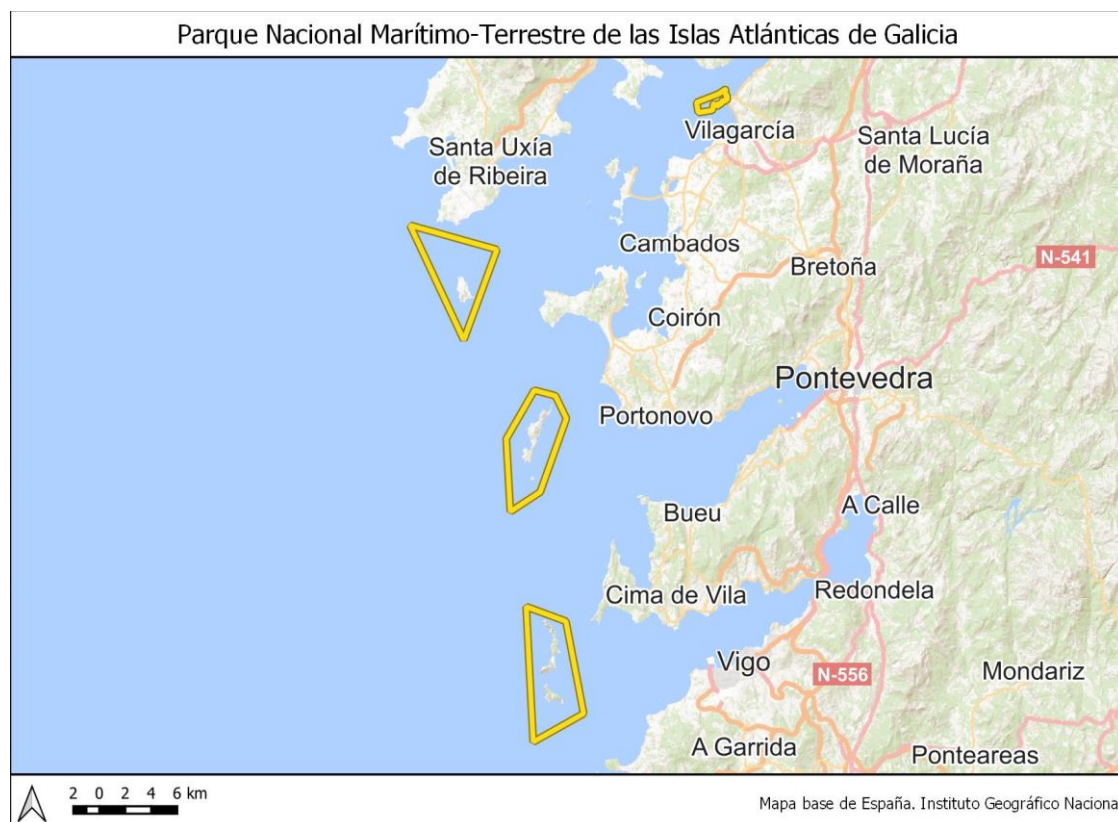 Parque Nacional Marítimo-Terrestre de las Islas Atlánticas de Galicia
Vilagarcía
Santa Uxía
de Ribeira
Santa Lucía
de Moraña
Cambados
Bretoña
N-541
Coirón
Pontevedra
Portonovo
Bueu
A Calle
Cima de Vila
Redondela
Vigo
N-556
Mondariz
A Garrida
Ponteareas
2 0 2 4 6 km
Mapa base de España. Instituto Geográfico Naciona